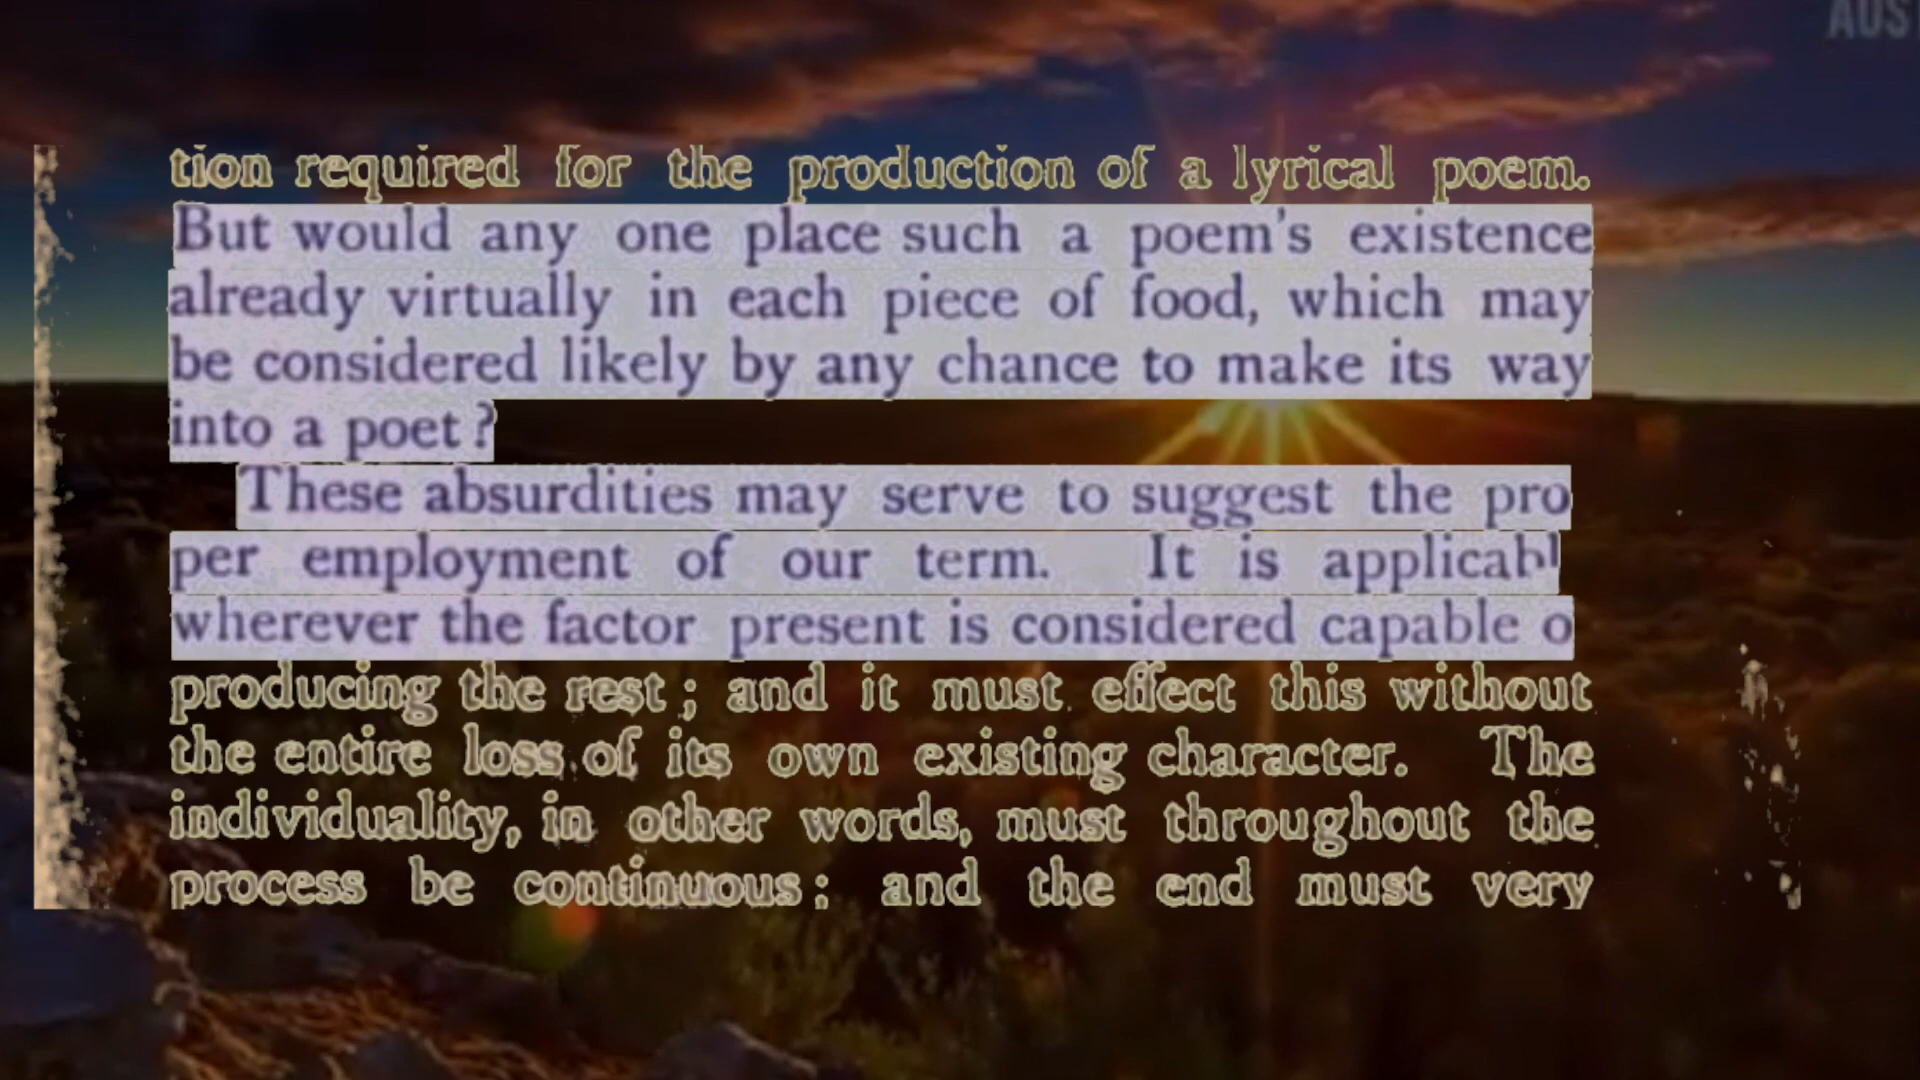 AUS
tion required for the production of a lyrical poem.
But would any one place such a poem's existence
already virtually in each piece of food, which may
be considered likely by any chance to make its way
into a poet?
These absurdities may serve to suggest the pro
per employment of our term. It is applicabl
wherever the factor present is considered capable o
producing the rest; and it must effect this without
the entire loss of its own existing character. The
individuality, in other words, must throughout the
process be continuous; and the end must very